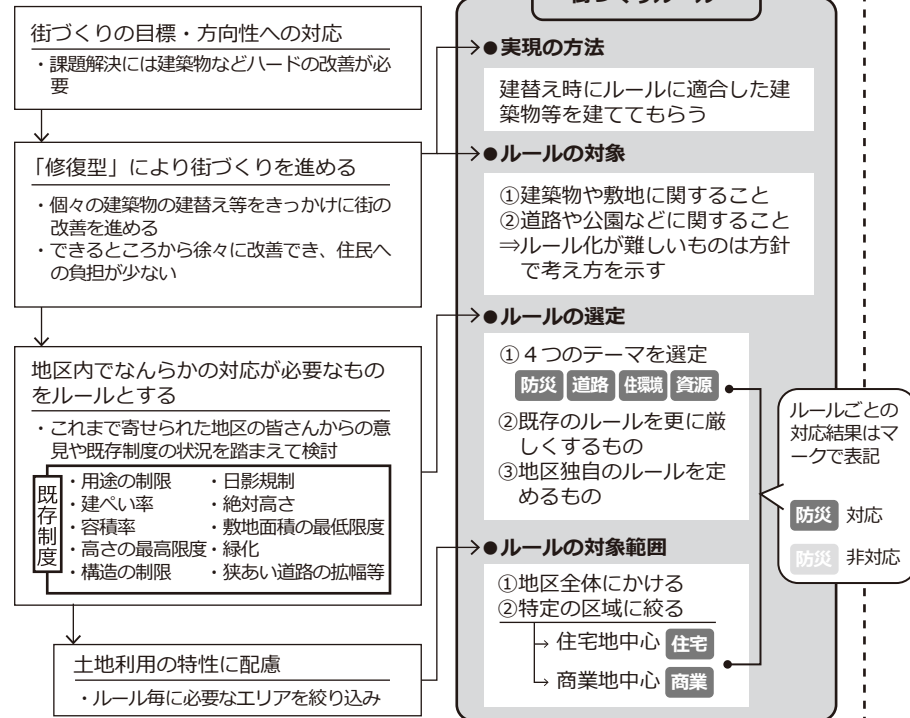 街づくりの目標・方向性への対応
・課題解決には建築物などハードの改善が必
要
「修復型」により街づくりを進める
・個々の建築物の建替え等をきっかけに街の
改善を進める
・できるところから徐々に改善でき、住民へ
の負担が少ない
地区内でなんらかの対応が必要なもの
をルールとする
・これまで寄せられた地区の皆さんからの意
見や既存制度の状況を踏まえて検討
既存制度
・用途の制限
・建ぺい率
・容積率
・高さの最高限度
・構造の制限
・日影規制
・絶対高さ
・敷地面積の最低限度
・緑化
・狭あい道路の拡幅等
土地利用の特性に配慮
・ルール毎に必要なエリアを絞り込み
街づくりルール
●実現の方法
建替え時にルールに適合した建
築物等を建ててもらう
●ルールの対象
①建築物や敷地に関すること
②道路や公園などに関すること
⇒ルール化が難しいものは方針
で考え方を示す
●ルールの選定
①４つのテーマを選定
防災 道路 住環境 資源
②既存のルールを更に厳
しくするもの
③地区独自のルールを定
めるもの
●ルールの対象範囲
①地区全体にかける
②特定の区域に絞る
→ 住宅地中心 住宅
→ 商業地中心 商業
ルールごとの
対応結果はマ
ークで表記
防災 対応
防災 非対応